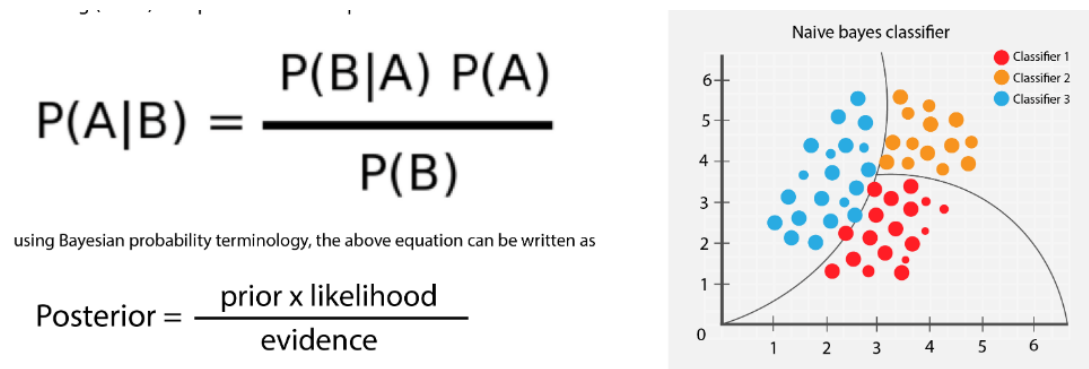 P(A|B) = P(B|A) P(A)
P(B)
using Bayesian probability terminology, the above equation can be written as
Posterior = prior x likelihood
evidence
Naive bayes classifier
Classifier 1
Classifier 2
Classifier 3
6
5
4
3
2
1
0
1 2 3 4 5 6